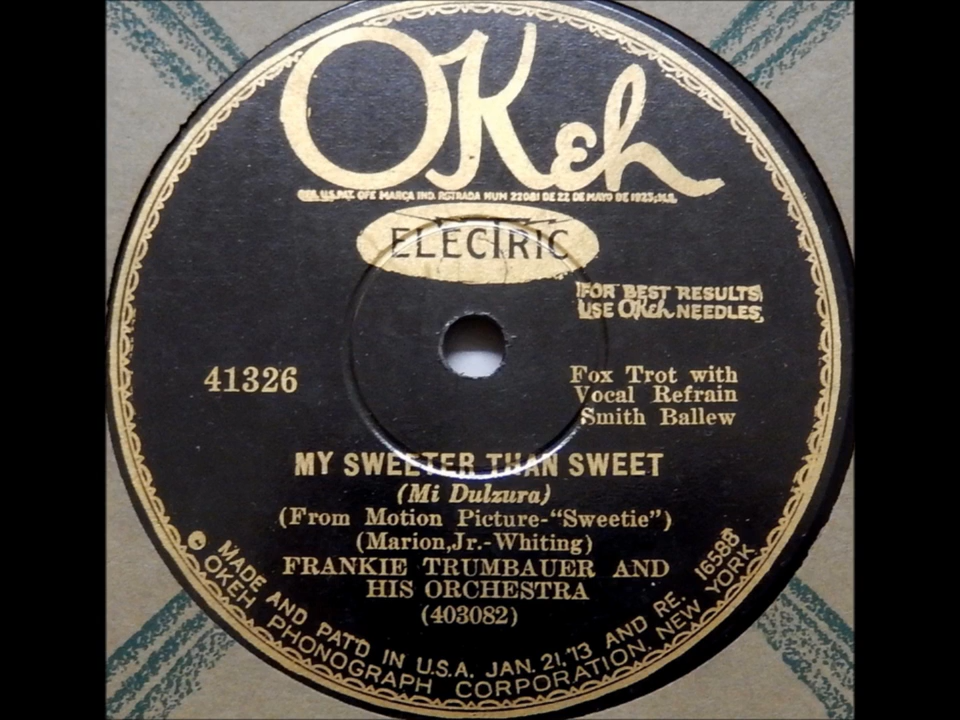 OKeh
REG. U.S. PAT. OFF. MARCA IND. RGTRADA NUM 22081 DE 22 DE MAYO DE 1923, M.R.
ELECTRIC
FOR BEST RESULTS
USE OKeh NEEDLES
41326
Fox Trot with
Vocal Refrain
Smith Ballew
MY SWEETER THAN SWEET
(Mi Dulzura)
(From Motion Picture-“Sweetie”)
(Marion,Jr.-Whiting)
FRANKIE TRUMBAUER AND
HIS ORCHESTRA
(403082)
MADE AND PAT'D IN U.S.A. JAN. 21,'13 AND RE. 16588
OKEH PHONOGRAPH CORPORATION. NEW YORK